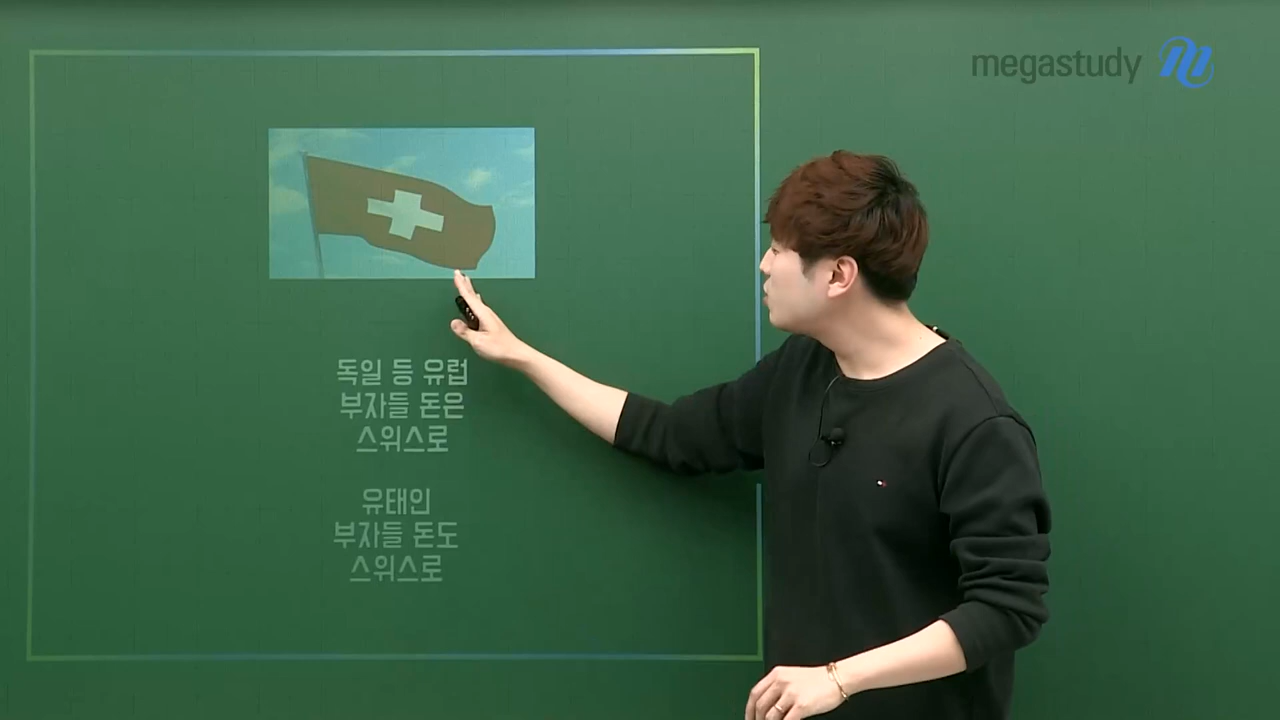 megastudy
독일 등 유럽
부자들 돈은
스위스로
유태인
부자들 돈도
스위스로